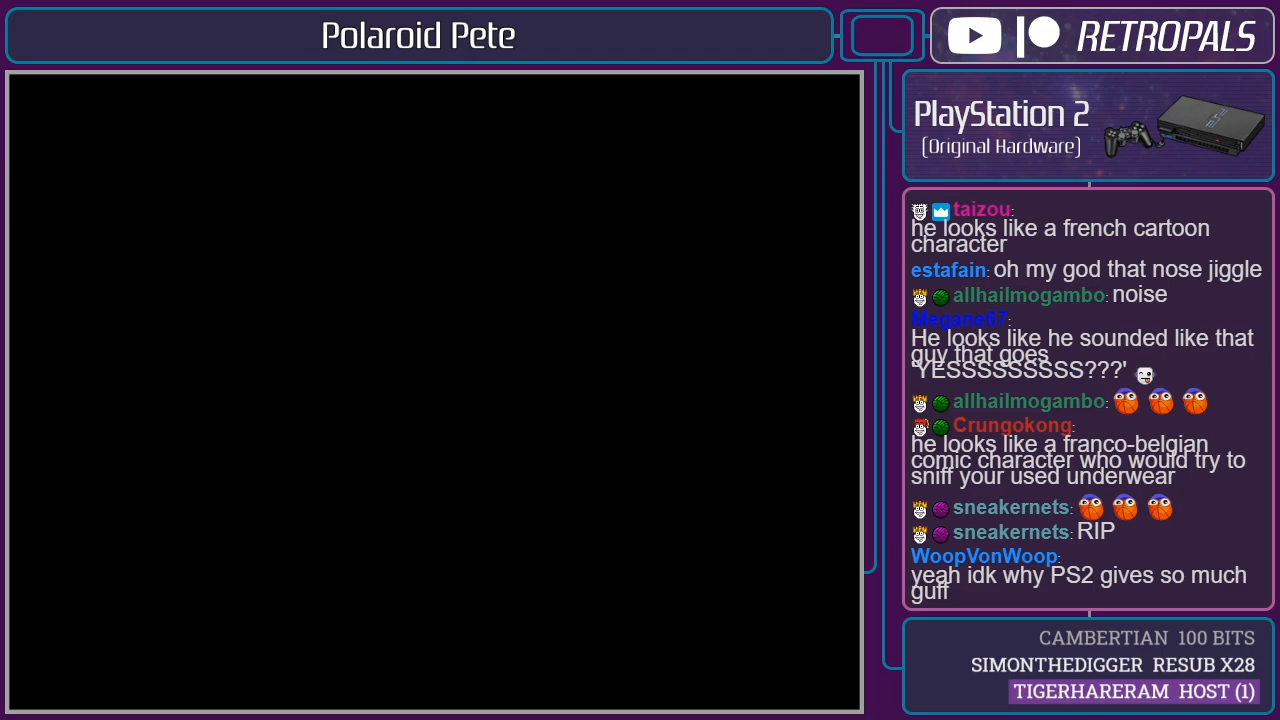 Polaroid Pete
RETROPALS
PlayStation 2
(Original Hardware)
taizou:
he looks like a french cartoon
character
estafain: oh my god that nose jiggle
allhailmogambo: noise
Megane67:
He looks like he sounded like that
guy that goes
'YESSSSSSSSS???'
allhailmogambo:
Crungokong:
he looks like a franco-belgian
comic character who would try to
sniff your used underwear
sneakernets:
sneakernets: RIP
WoopVonWoop:
yeah idk why PS2 gives so much
guff
CAMBERTIAN 100 BITS
SIMONTHEDIGGER RESUB X28
TIGERHARERAM HOST (1)